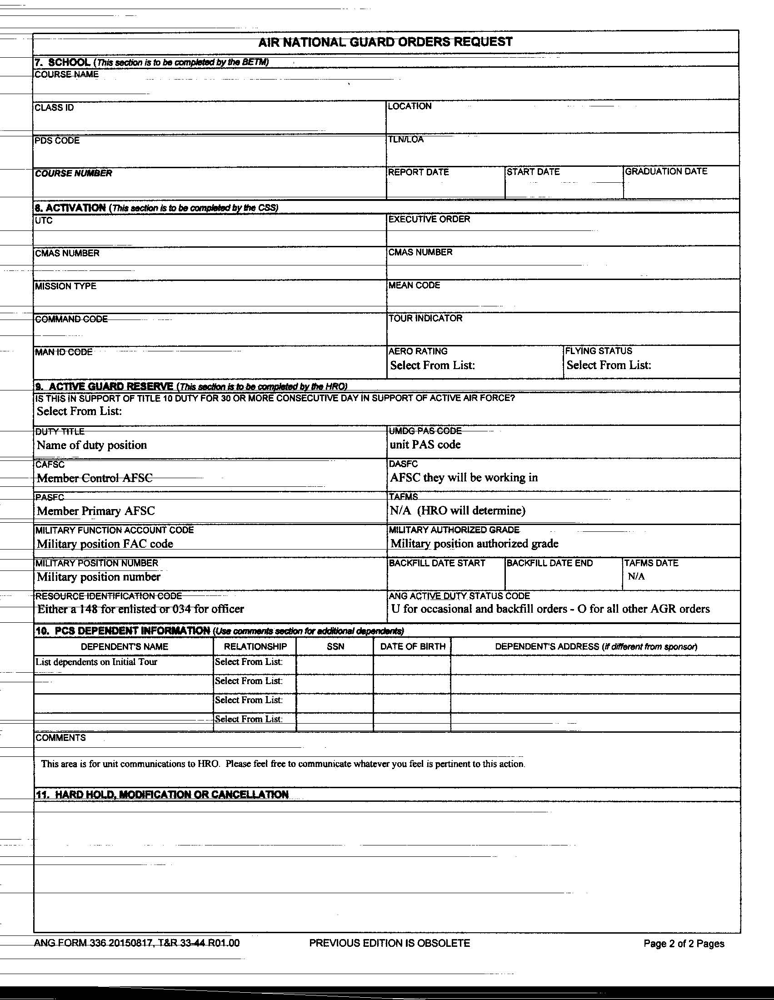 AIR NATIONAL GUARD ORDERS REQUEST
7. SCHOOL (This section is to be completed by the BETM)
COURSE NAME
CLASS ID
LOCATION
PDS CODE
TLN/LOA
COURSE NUMBER
REPORT DATE
START DATE
GRADUATION DATE
8. ACTIVATION (This section is to be completed by the CSS)
UTC
EXECUTIVE ORDER
CMAS NUMBER
CMAS NUMBER
MISSION TYPE
MEAN CODE
COMMAND CODE
TOUR INDICATOR
MAN ID CODE
AERO RATING
Select From List:
FLYING STATUS
Select From List:
9. ACTIVE GUARD RESERVE (This section is to be completed by the HRO)
IS THIS IN SUPPORT OF TITLE 10 DUTY FOR 30 OR MORE CONSECUTIVE DAY IN SUPPORT OF ACTIVE AIR FORCE?
Select From List:
DUTY TITLE
Name of duty position
UMDG PAS CODE
unit PAS code
CAFSC
Member Control AFSC
DASFC
AFSC they will be working in
PASFC
Member Primary AFSC
TAFMS
N/A (HRO will determine)
MILITARY FUNCTION ACCOUNT CODE
Military position FAC code
MILITARY AUTHORIZED GRADE
Military position authorized grade
MILITARY POSITION NUMBER
Military position number
BACKFILL DATE START
BACKFILL DATE END
TAFMS DATE
N/A
RESOURCE IDENTIFICATION CODE
Either a 148 for enlisted or 034 for officer
ANG ACTIVE DUTY STATUS CODE
U for occasional and backfill orders - O for all other AGR orders
10. PCS DEPENDENT INFORMATION (Use comments section for additional dependents)
DEPENDENT'S NAME
RELATIONSHIP
SSN
DATE OF BIRTH
DEPENDENT'S ADDRESS (if different from sponsor)
List dependents on Initial Tour
Select From List:
Select From List:
Select From List:
Select From List:
COMMENTS
This area is for unit communications to HRO. Please feel free to communicate whatever you feel is pertinent to this action.
11. HARD HOLD, MODIFICATION OR CANCELLATION
ANG FORM 336 20150817, T&R 33-44 R01.00
PREVIOUS EDITION IS OBSOLETE
Page 2 of 2 Pages